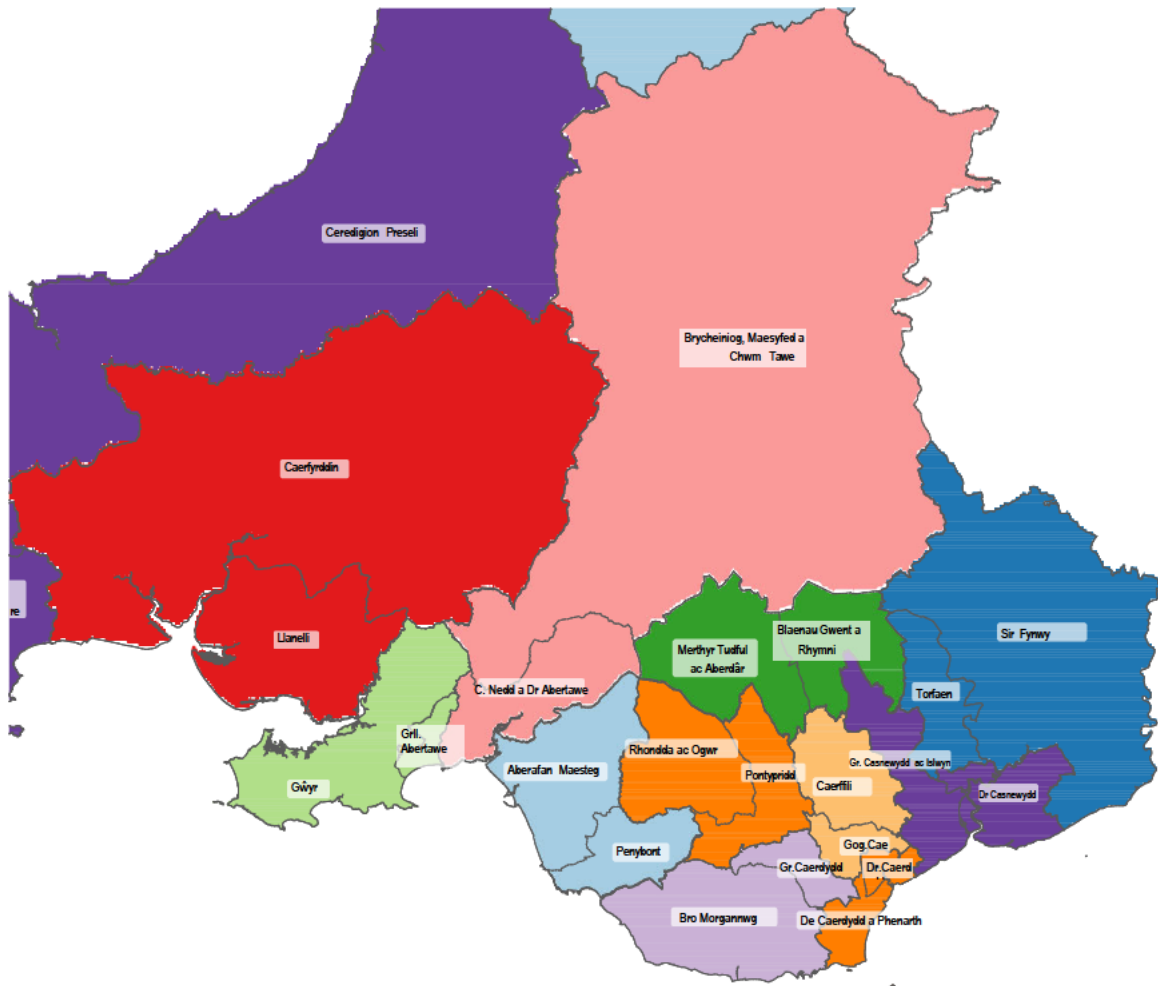 Ceredigion Preseli
Brycheiniog, Maesyfed a
Chwm Tawe
Caerfyrddin
re
Llanelli
Merthyr Tudful
ac Aberdâr
Blaenau Gwent a
Rhymni
Sir Fynwy
Torfaen
C. Nedd a Dr Abertawe
Grll.
Abertawe
Gŵyr
Aberafan Maesteg
Rhondda ac Ogwr
Pontypridd
Gr. Casnewydd ac Islwyn
Caerffili
Dr Casnewydd
Penybont
Gog.Cae
Gr.Caerdydd
Dr.Caerd
Bro Morgannwg
De Caerdydd a Phenarth